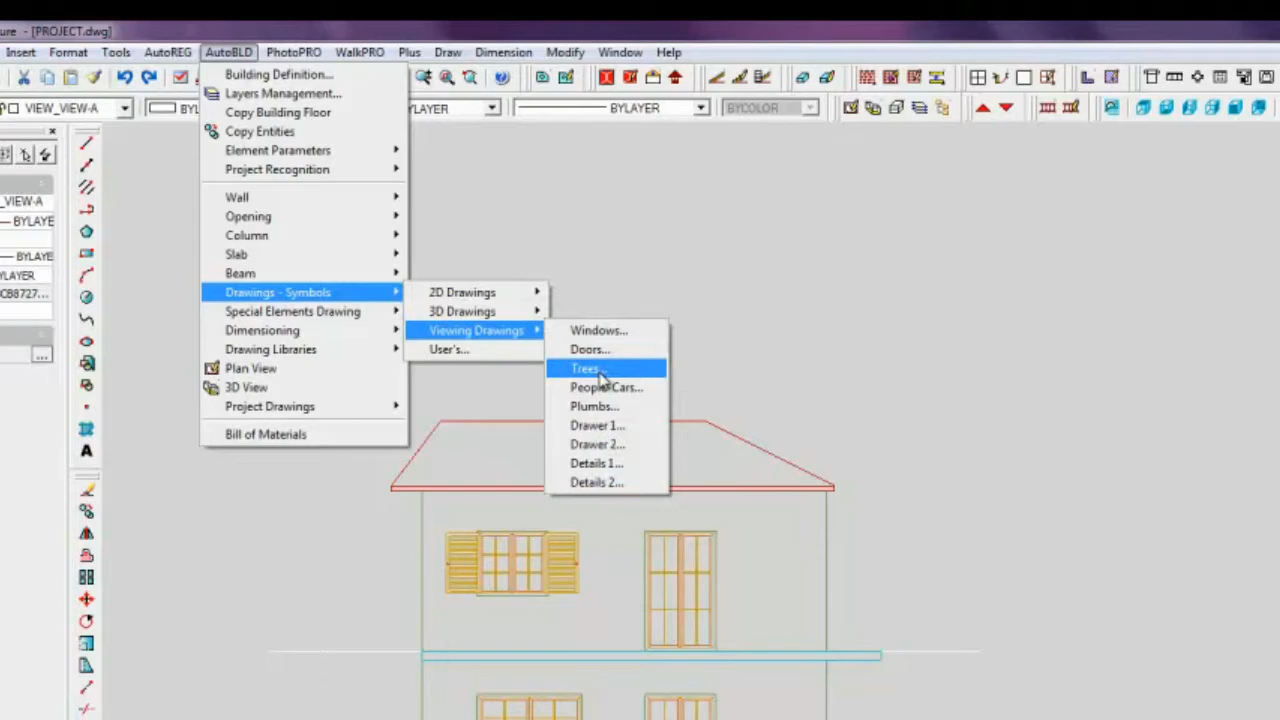 ure - [PROJECT.dwg]
Insert Format Tools AutoREG AutoBLD PhotoPRO WalkPRO Plus Draw Dimension Modify Window Help
VIEW_VIEW-A BYLAYER BYCOLOR
Building Definition...
Layers Management...
Copy Building Floor
Copy Entities
Element Parameters
Project Recognition
Wall
Opening
Column
Slab
Beam
Drawings - Symbols
Special Elements Drawing
Dimensioning
Drawing Libraries
Plan View
3D View
Project Drawings
Bill of Materials
2D Drawings
3D Drawings
Viewing Drawings
User's...
Windows...
Doors...
Trees...
Plumbs...
Drawer 1...
Drawer 2...
Details 1...
Details 2...
_VIEW-A
BYLAYE
BYLAYE
LAYER
CB8727...
...
A